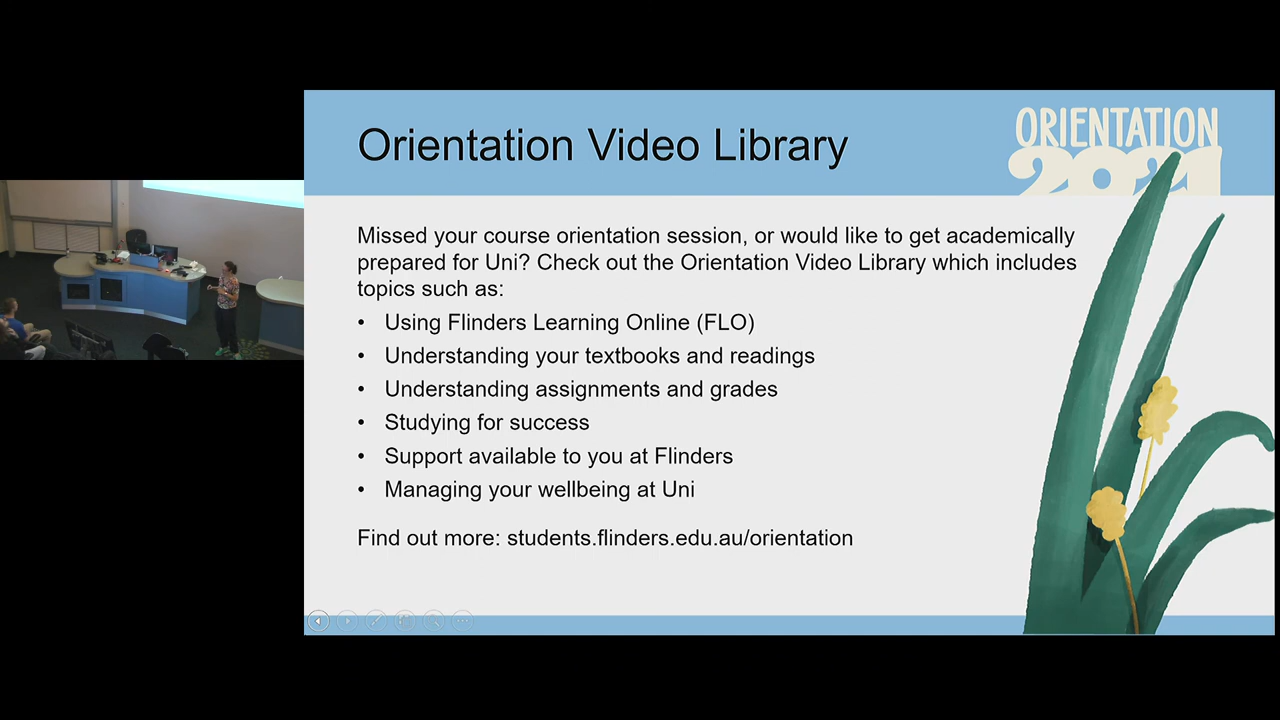 Orientation Video Library
ORIENTATION
2021
Missed your course orientation session, or would like to get academically
prepared for Uni? Check out the Orientation Video Library which includes
topics such as:
• Using Flinders Learning Online (FLO)
• Understanding your textbooks and readings
• Understanding assignments and grades
• Studying for success
• Support available to you at Flinders
• Managing your wellbeing at Uni
Find out more: students.flinders.edu.au/orientation